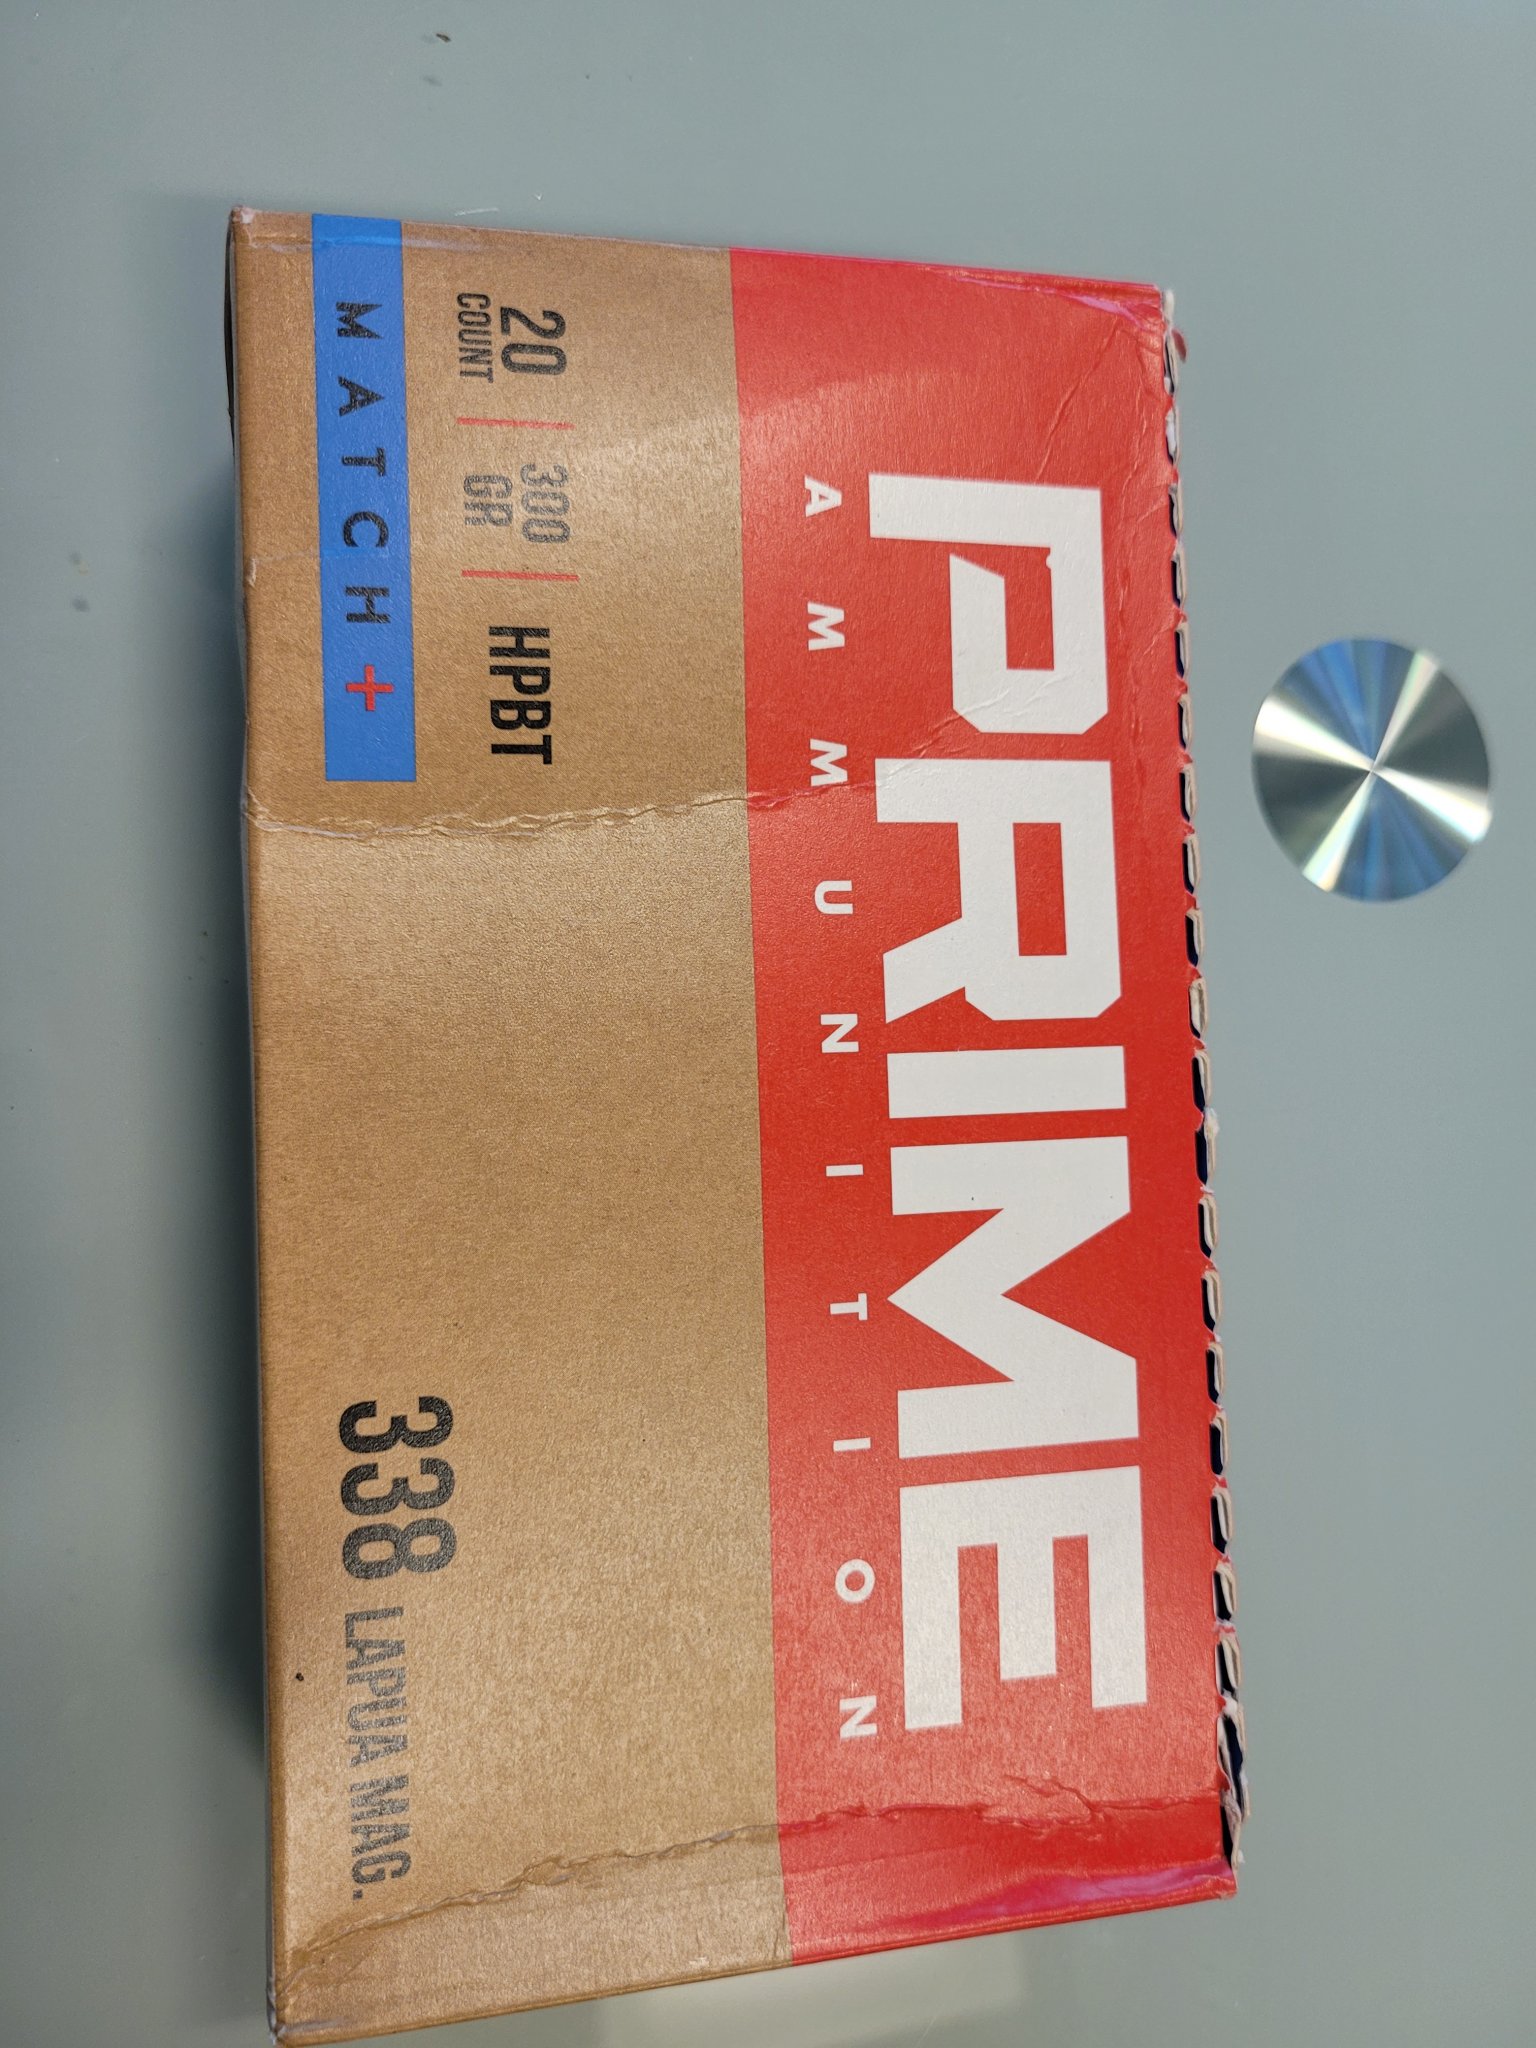 PRIME
AMMUNITION
20 COUNT | 300 GR | HPBT
MATCH+
338 LAPUA MAG.